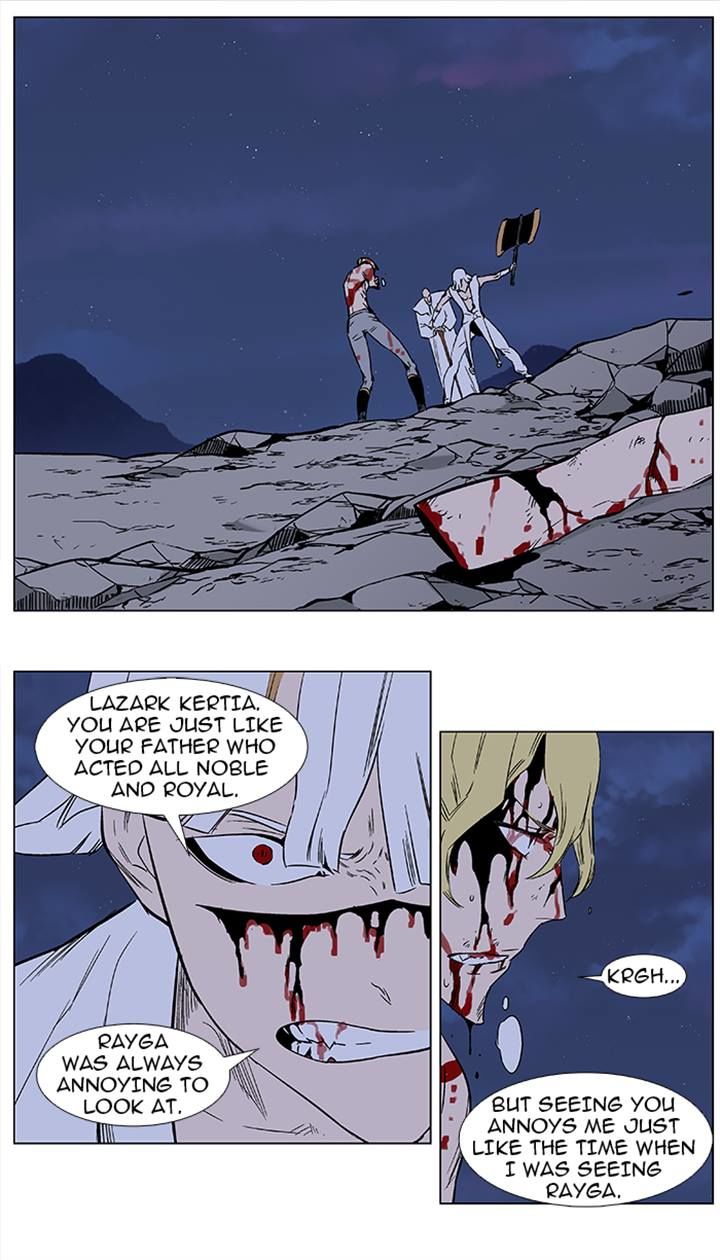 LAZARK KERTIA.
YOU ARE JUST LIKE
YOUR FATHER WHO
ACTED ALL NOBLE
AND ROYAL.
RAYGA
WAS ALWAYS
ANNOYING TO
LOOK AT.
KRGH...
BUT SEEING YOU
ANNOYS ME JUST
LIKE THE TIME WHEN
I WAS SEEING
RAYGA.